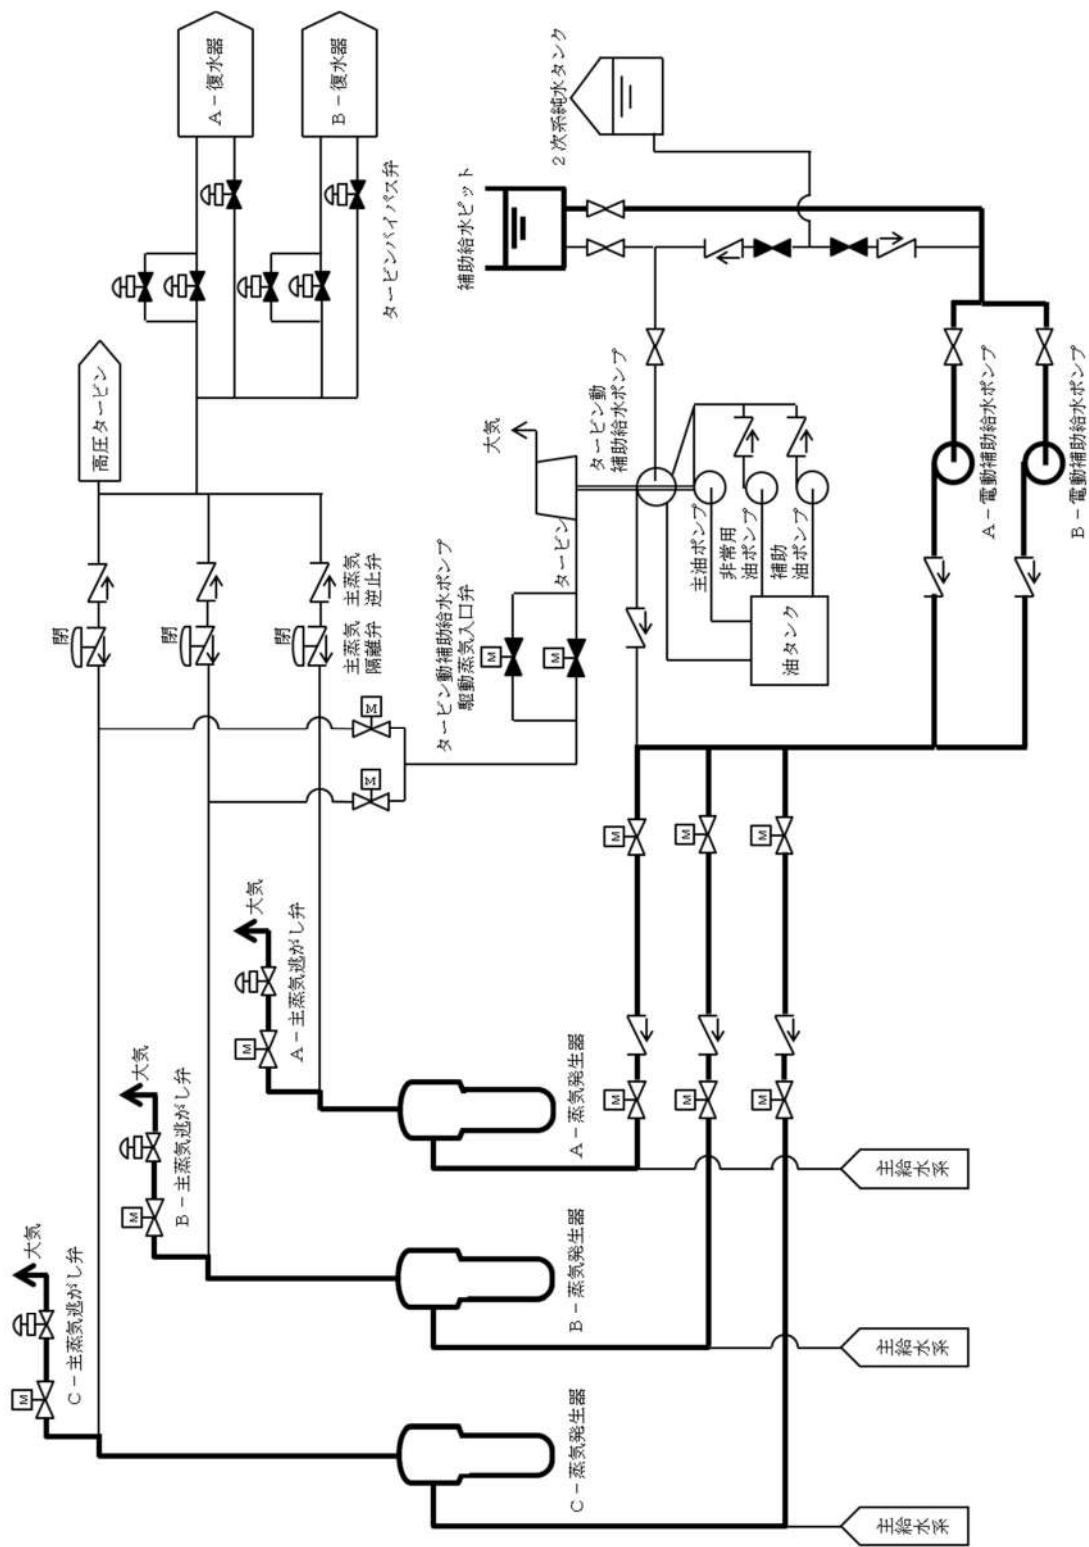 C－主蒸気逃がし弁
大気
M
B－主蒸気逃がし弁
大気
M
A－主蒸気逃がし弁
大気
M
閉
閉
閉
主蒸気
隔離弁
主蒸気
逆止弁
高圧タービン
A－復水器
B－復水器
タービンバイパス弁
M
M
タービン動補助給水ポンプ
駆動蒸気入口弁
M
M
タービン
大気
タービン動
補助給水ポンプ
補助給水ピット
2次系純水タンク
C－蒸気発生器
B－蒸気発生器
A－蒸気発生器
主油ポンプ
非常用
油ポンプ
補助
油ポンプ
油タンク
M
M
M
M
M
M
A－電動補助給水ポンプ
B－電動補助給水ポンプ
主給水系
主給水系
主給水系